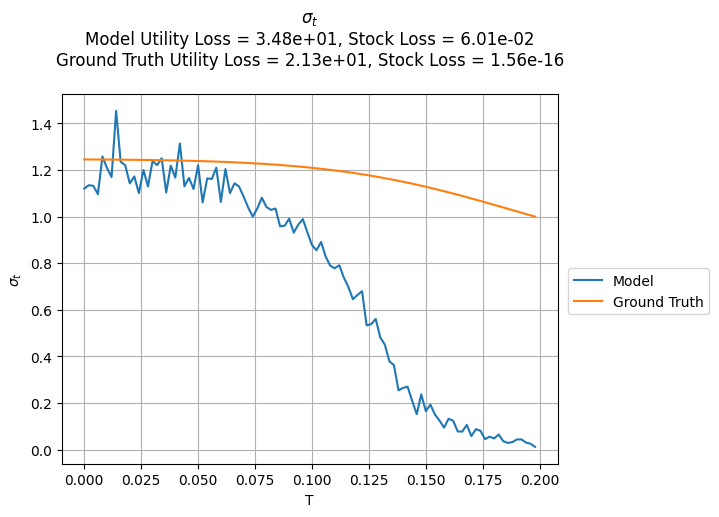 σt
Model Utility Loss = 3.48e+01, Stock Loss = 6.01e-02
Ground Truth Utility Loss = 2.13e+01, Stock Loss = 1.56e-16
1.4
1.2
1.0
0.8
0.6
0.4
0.2
0.0
σt
0.000 0.025 0.050 0.075 0.100 0.125 0.150 0.175 0.200
T
Model
Ground Truth